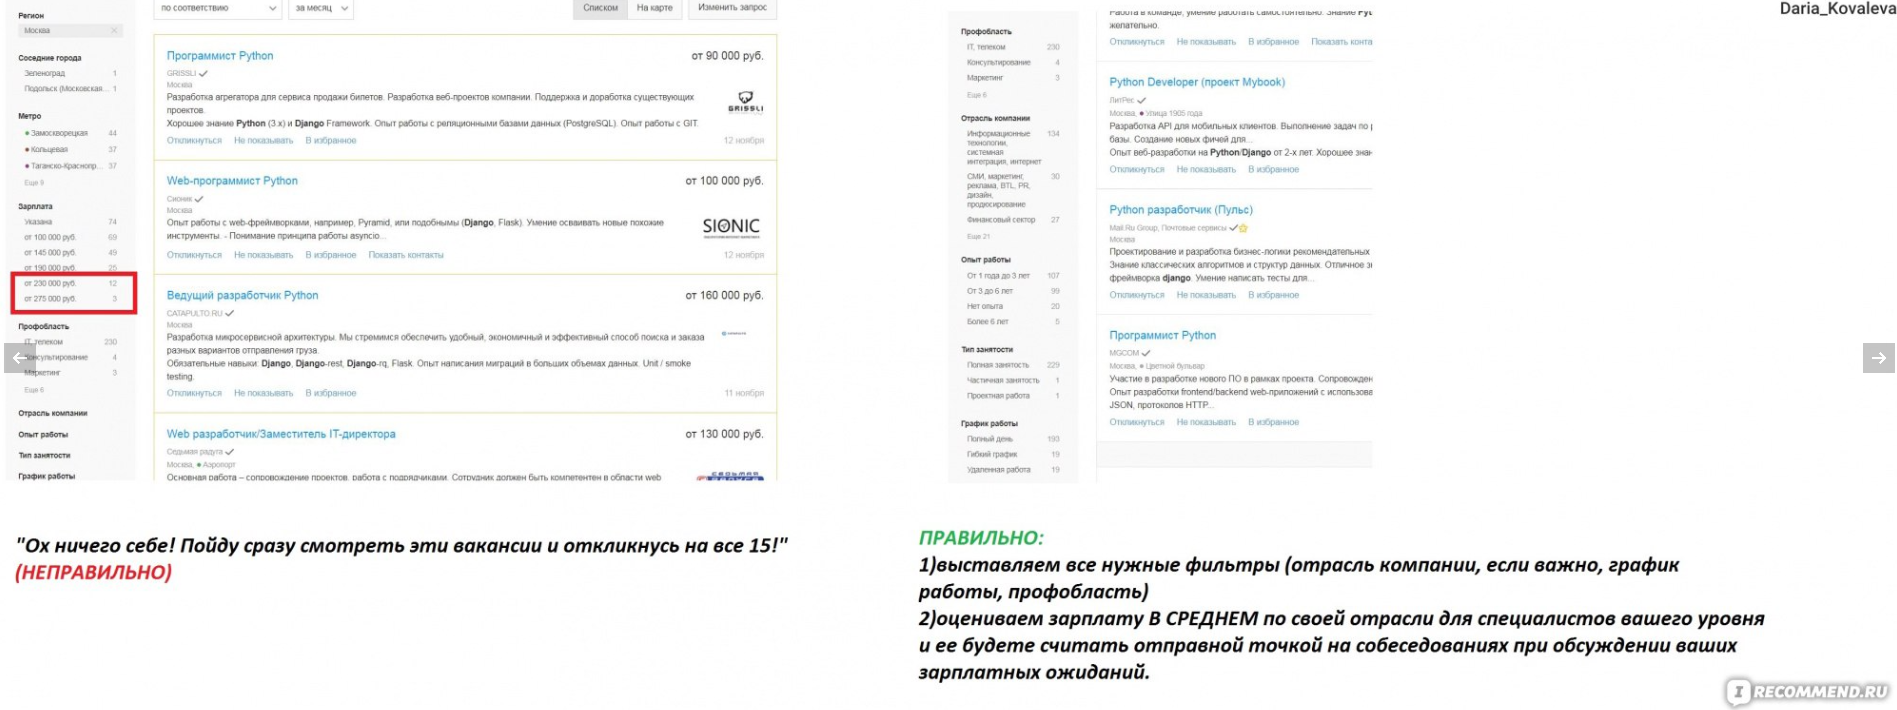 Daria_Kovaleva
Регион
Москва
Соседние города
Зеленоград 1
Подольск (Московская... 1
Метро
Замоскворецкая 44
Кольцевая 37
Таганско-Краснопр... 37
Еще 9
Зарплата
Указана 74
от 100 000 руб. 69
от 145 000 руб. 49
от 190 000 руб. 25
от 230 000 руб. 12
от 275 000 руб. 3
Профобласть
IT, телеком 230
Консультирование 4
Маркетинг 3
Еще 6
Отрасль компании
Опыт работы
Тип занятости
График работы
по соответствию
за месяц
Списком
На карте
Изменить запрос
Программист Python от 90 000 руб.
GRISSLI
Москва
Разработка агрегатора для сервиса продажи билетов. Разработка веб-проектов компании. Поддержка и доработка существующих
проектов.
Хорошее знание Python (3.x) и Django Framework. Опыт работы с реляционными базами данных (PostgreSQL). Опыт работы с GIT.
GRISSLI
Откликнуться Не показывать В избранное 12 ноября
Web-программист Python от 100 000 руб.
Сионик
Москва
Опыт работы с web-фреймворками, например, Pyramid, или подобнымы (Django, Flask). Умение осваивать новые похожие
инструменты. - Понимание принципа работы asyncio...
SIONIC
Откликнуться Не показывать В избранное Показать контакты 12 ноября
Ведущий разработчик Python от 160 000 руб.
CATAPULTO.RU
Москва
Разработка микросервисной архитектуры. Мы стремимся обеспечить удобный, экономичный и эффективный способ поиска и заказа
разных вариантов отправления груза.
Обязательные навыки: Django, Django-rest, Django-rq, Flask. Опыт написания миграций в больших объемах данных. Unit / smoke
testing.
Откликнуться Не показывать В избранное 11 ноября
Web разработчик/Заместитель IT-директора от 130 000 руб.
Седьмая радуга
Москва, Аэропорт
Основная работа – сопровождение проектов, работа с подрядчиками. Сотрудник должен быть компетентен в области web
"Ох ничего себе! Пойду сразу смотреть эти вакансии и откликнусь на все 15!"
(НЕПРАВИЛЬНО)
Профобласть
IT, телеком 230
Консультирование 4
Маркетинг 3
Еще 6
Отрасль компании
Информационные 134
технологии,
системная
интеграция, интернет
СМИ, маркетинг, 30
реклама, BTL, PR,
дизайн,
продюсирование
Финансовый сектор 27
Еще 21
Опыт работы
От 1 года до 3 лет 107
От 3 до 6 лет 99
Нет опыта 20
Более 6 лет 5
Тип занятости
Полная занятость 229
Частичная занятость 1
Проектная работа 1
График работы
Полный день 193
Гибкий график 19
Удаленная работа 19
Работа в команде, умение работать самостоятельно. Знание
желательно.
Откликнуться Не показывать В избранное Показать конта
Python Developer (проект Mybook)
ЛитРес
Москва, Улица 1905 года
Разработка API для мобильных клиентов. Выполнение задач по
базы. Создание новых фичей для...
Опыт веб-разработки на Python/Django от 2-х лет. Хорошее знан
Откликнуться Не показывать В избранное
Python разработчик (Пульс)
Mail.Ru Group, Почтовые сервисы
Москва
Проектирование и разработка бизнес-логики рекомендательных
Знание классических алгоритмов и структур данных. Отличное
фреймворка django. Умение написать тесты для...
Откликнуться Не показывать В избранное
Программист Python
MGCOM
Москва, Цветной бульвар
Участие в разработке нового ПО в рамках проекта. Сопровожден
Опыт разработки frontend/backend web-приложений с использова
JSON, протоколов HTTP...
Откликнуться Не показывать В избранное
ПРАВИЛЬНО:
1)выставляем все нужные фильтры (отрасль компании, если важно, график
работы, профобласть)
2)оцениваем зарплату В СРЕДНЕМ по своей отрасли для специалистов вашего уровня
и ее будете считать отправной точкой на собеседованиях при обсуждении ваших
зарплатных ожиданий.
IRECOMMEND.RU